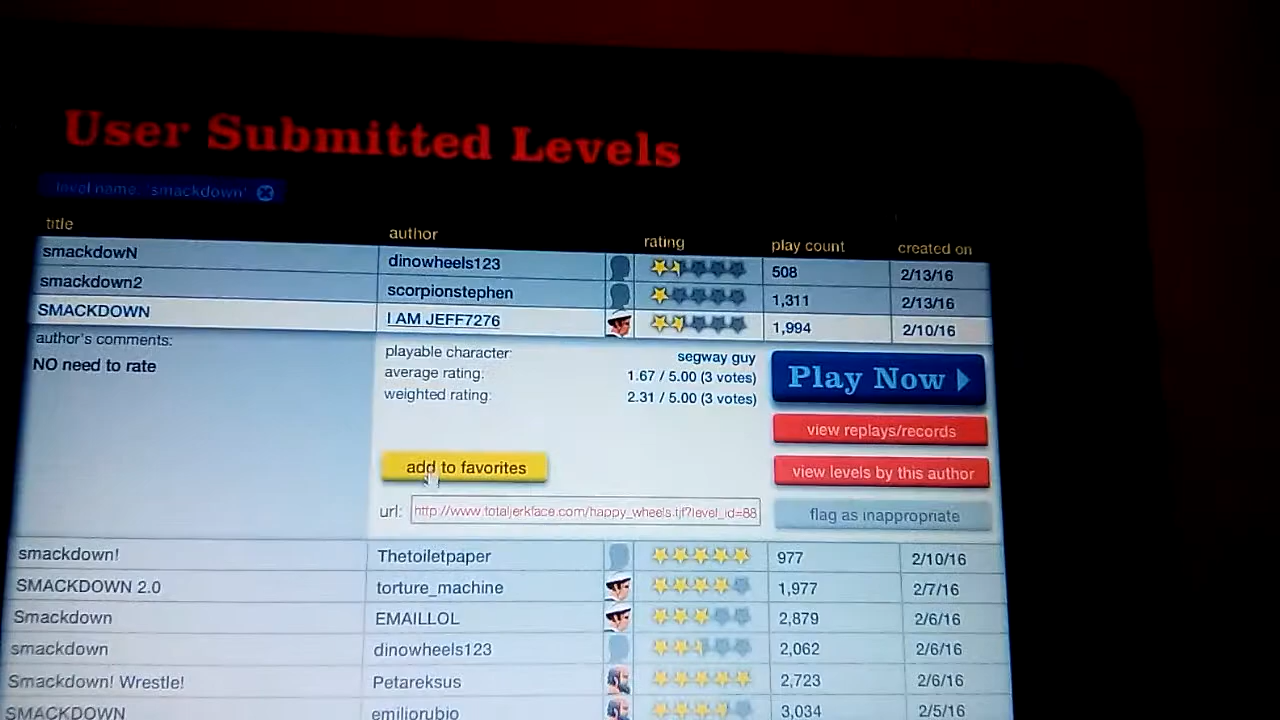 User Submitted Levels
level name: 'smackdown'
title author rating play count created on
smackdowN dinowheels123 508 2/13/16
smackdown2 scorpionstephen 1,311 2/13/16
SMACKDOWN I AM JEFF7276 1,994 2/10/16
author's comments:
NO need to rate
playable character: segway guy
average rating: 1.67 / 5.00 (3 votes)
weighted rating: 2.31 / 5.00 (3 votes)
Play Now
view replays/records
add to favorites
view levels by this author
url: http://www.totaljerkface.com/happy_wheels.tjf?level_id=88
flag as inappropriate
smackdown! Thetoiletpaper 977 2/10/16
SMACKDOWN 2.0 torture_machine 1,977 2/7/16
Smackdown EMAILLOL 2,879 2/6/16
smackdown dinowheels123 2,062 2/6/16
Smackdown! Wrestle! Petareksus 2,723 2/6/16
SMACKDOWN emiliorubio 3,034 2/5/16